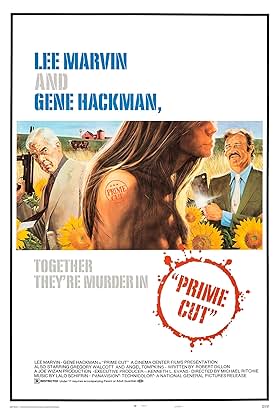 LEE MARVIN
AND
GENE HACKMAN,
PRIME
CUT
TOGETHER
THEY'RE MURDER IN
"PRIME
CUT"
LEE MARVIN · GENE HACKMAN in "PRIME CUT" · A CINEMA CENTER FILMS PRESENTATION
ALSO STARRING GREGORY WALCOTT AND ANGEL TOMPKINS · WRITTEN BY ROBERT DILLON
A JOE WIZAN PRODUCTION · EXECUTIVE PRODUCER · KENNETH L. EVANS · DIRECTED BY MICHAEL RITCHIE
MUSIC BY LALO SCHIFRIN · PANAVISION® TECHNICOLOR® · A NATIONAL GENERAL PICTURES RELEASE
R RESTRICTED